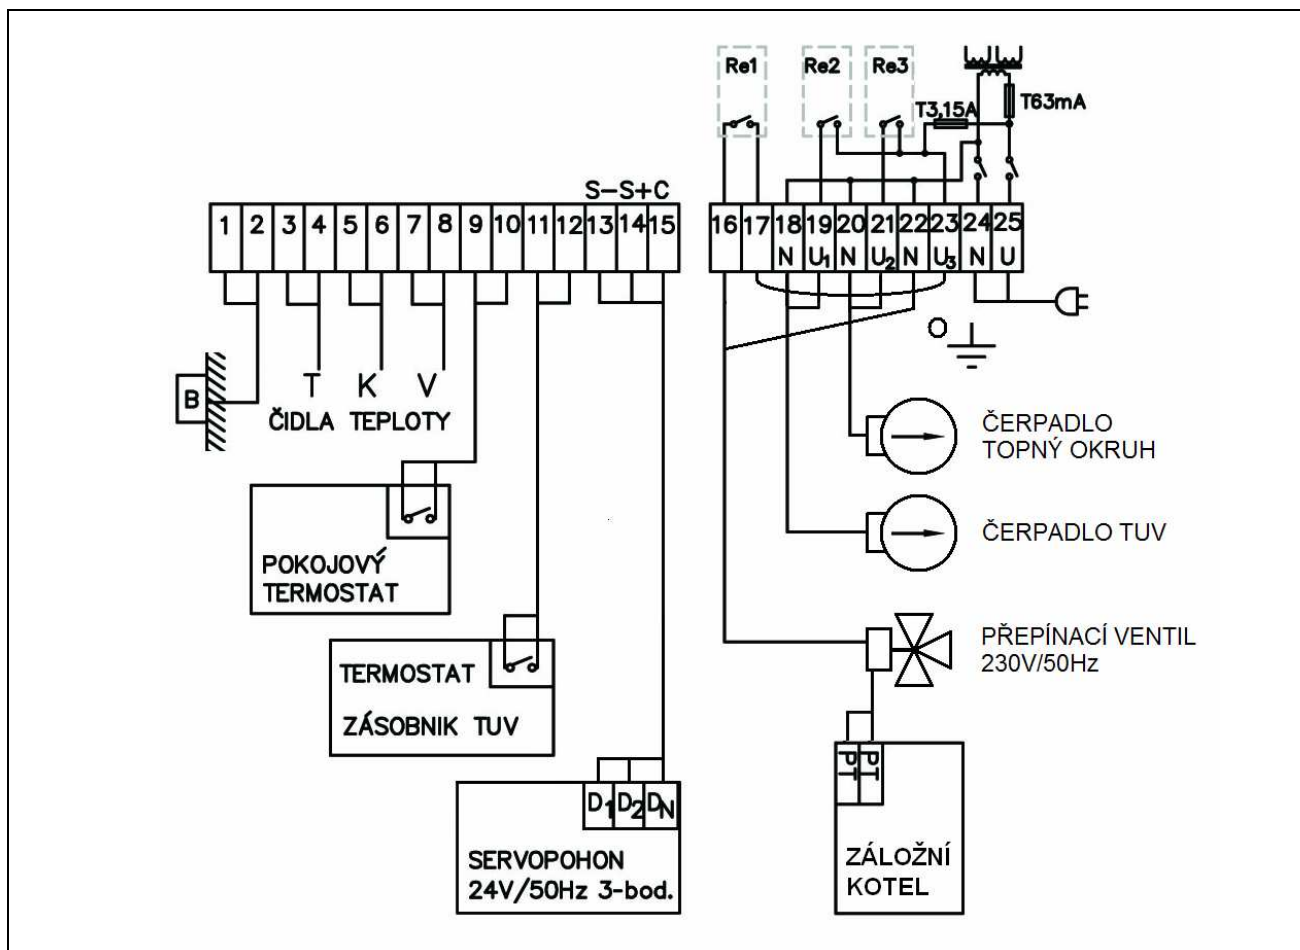 Re1 Re2 Re3
T3,15A T63mA
S-S+C
1 2 3 4 5 6 7 8 9 10 11 12 13 14 15 16 17 18 19 20 21 22 23 24 25
N U1 N U2 N U3 N U
B
T K V
ČIDLA TEPLOTY
ČERPADLO
TOPNÝ OKRUH
POKOJOVÝ
TERMOSTAT
ČERPADLO TUV
TERMOSTAT
ZÁSOBNIK TUV
PŘEPÍNACÍ VENTIL
230V/50Hz
PT PT
D1 D2 DN
SERVOPOHON
24V/50Hz 3-bod.
ZÁLOŽNÍ
KOTEL